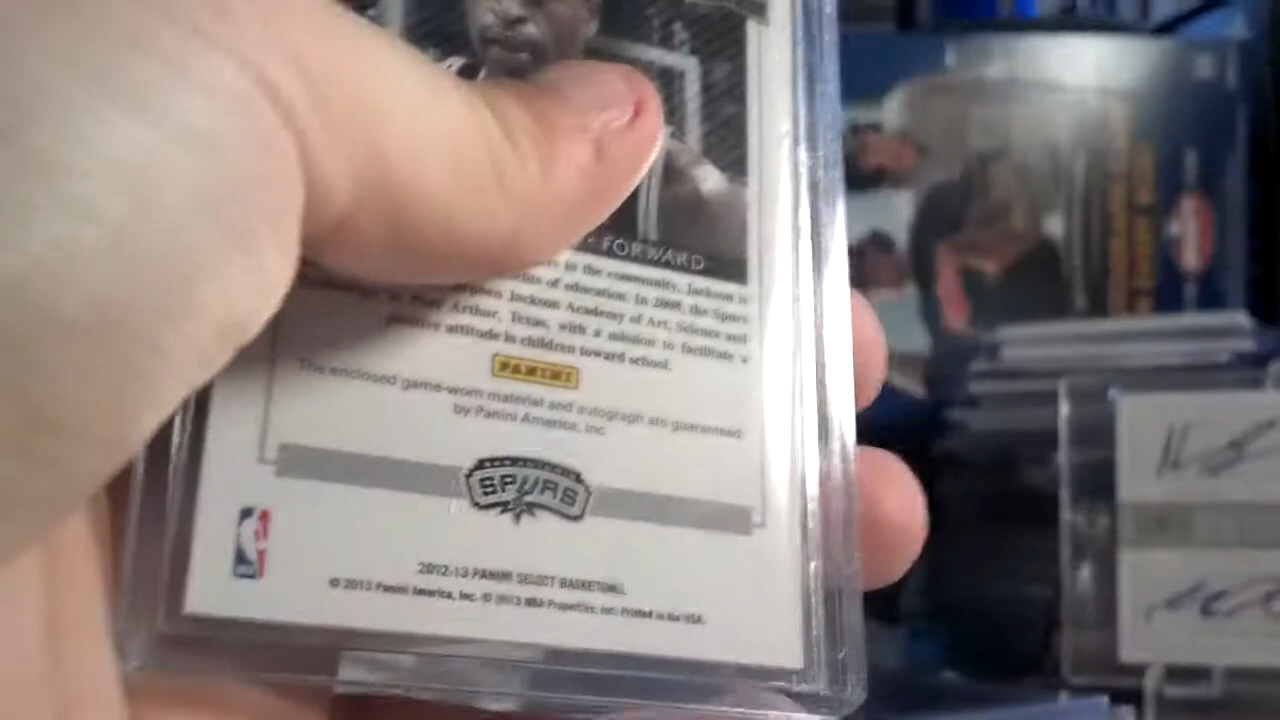 • FORWARD
in the community. Jackson is
of education. In 2008, the Spurs
Jackson Academy of Art, Science and
Arthur, Texas, with a mission to facilitate a
positive attitude in children toward school.
PANINI
The enclosed game-worn material and autograph are guaranteed
by Panini America, Inc.
SAN ANTONIO
SPURS
NBA
2012-13 PANINI SELECT BASKETBALL
© 2013 Panini America, Inc. © 2013 NBA Properties, Inc. Printed in the USA.